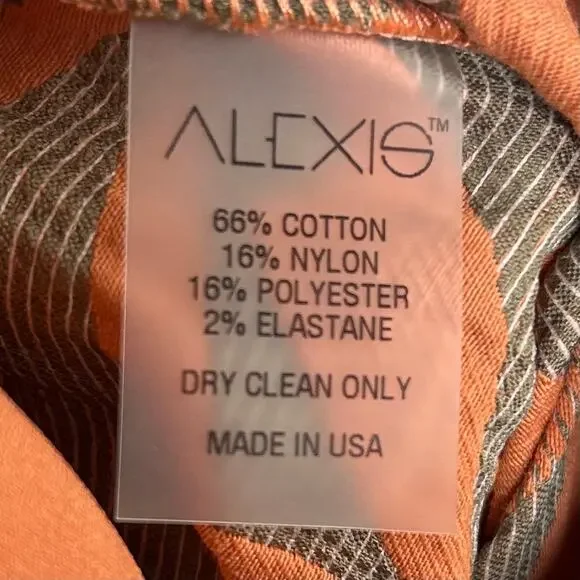 ALEXIS™
66% COTTON
16% NYLON
16% POLYESTER
2% ELASTANE
DRY CLEAN ONLY
MADE IN USA